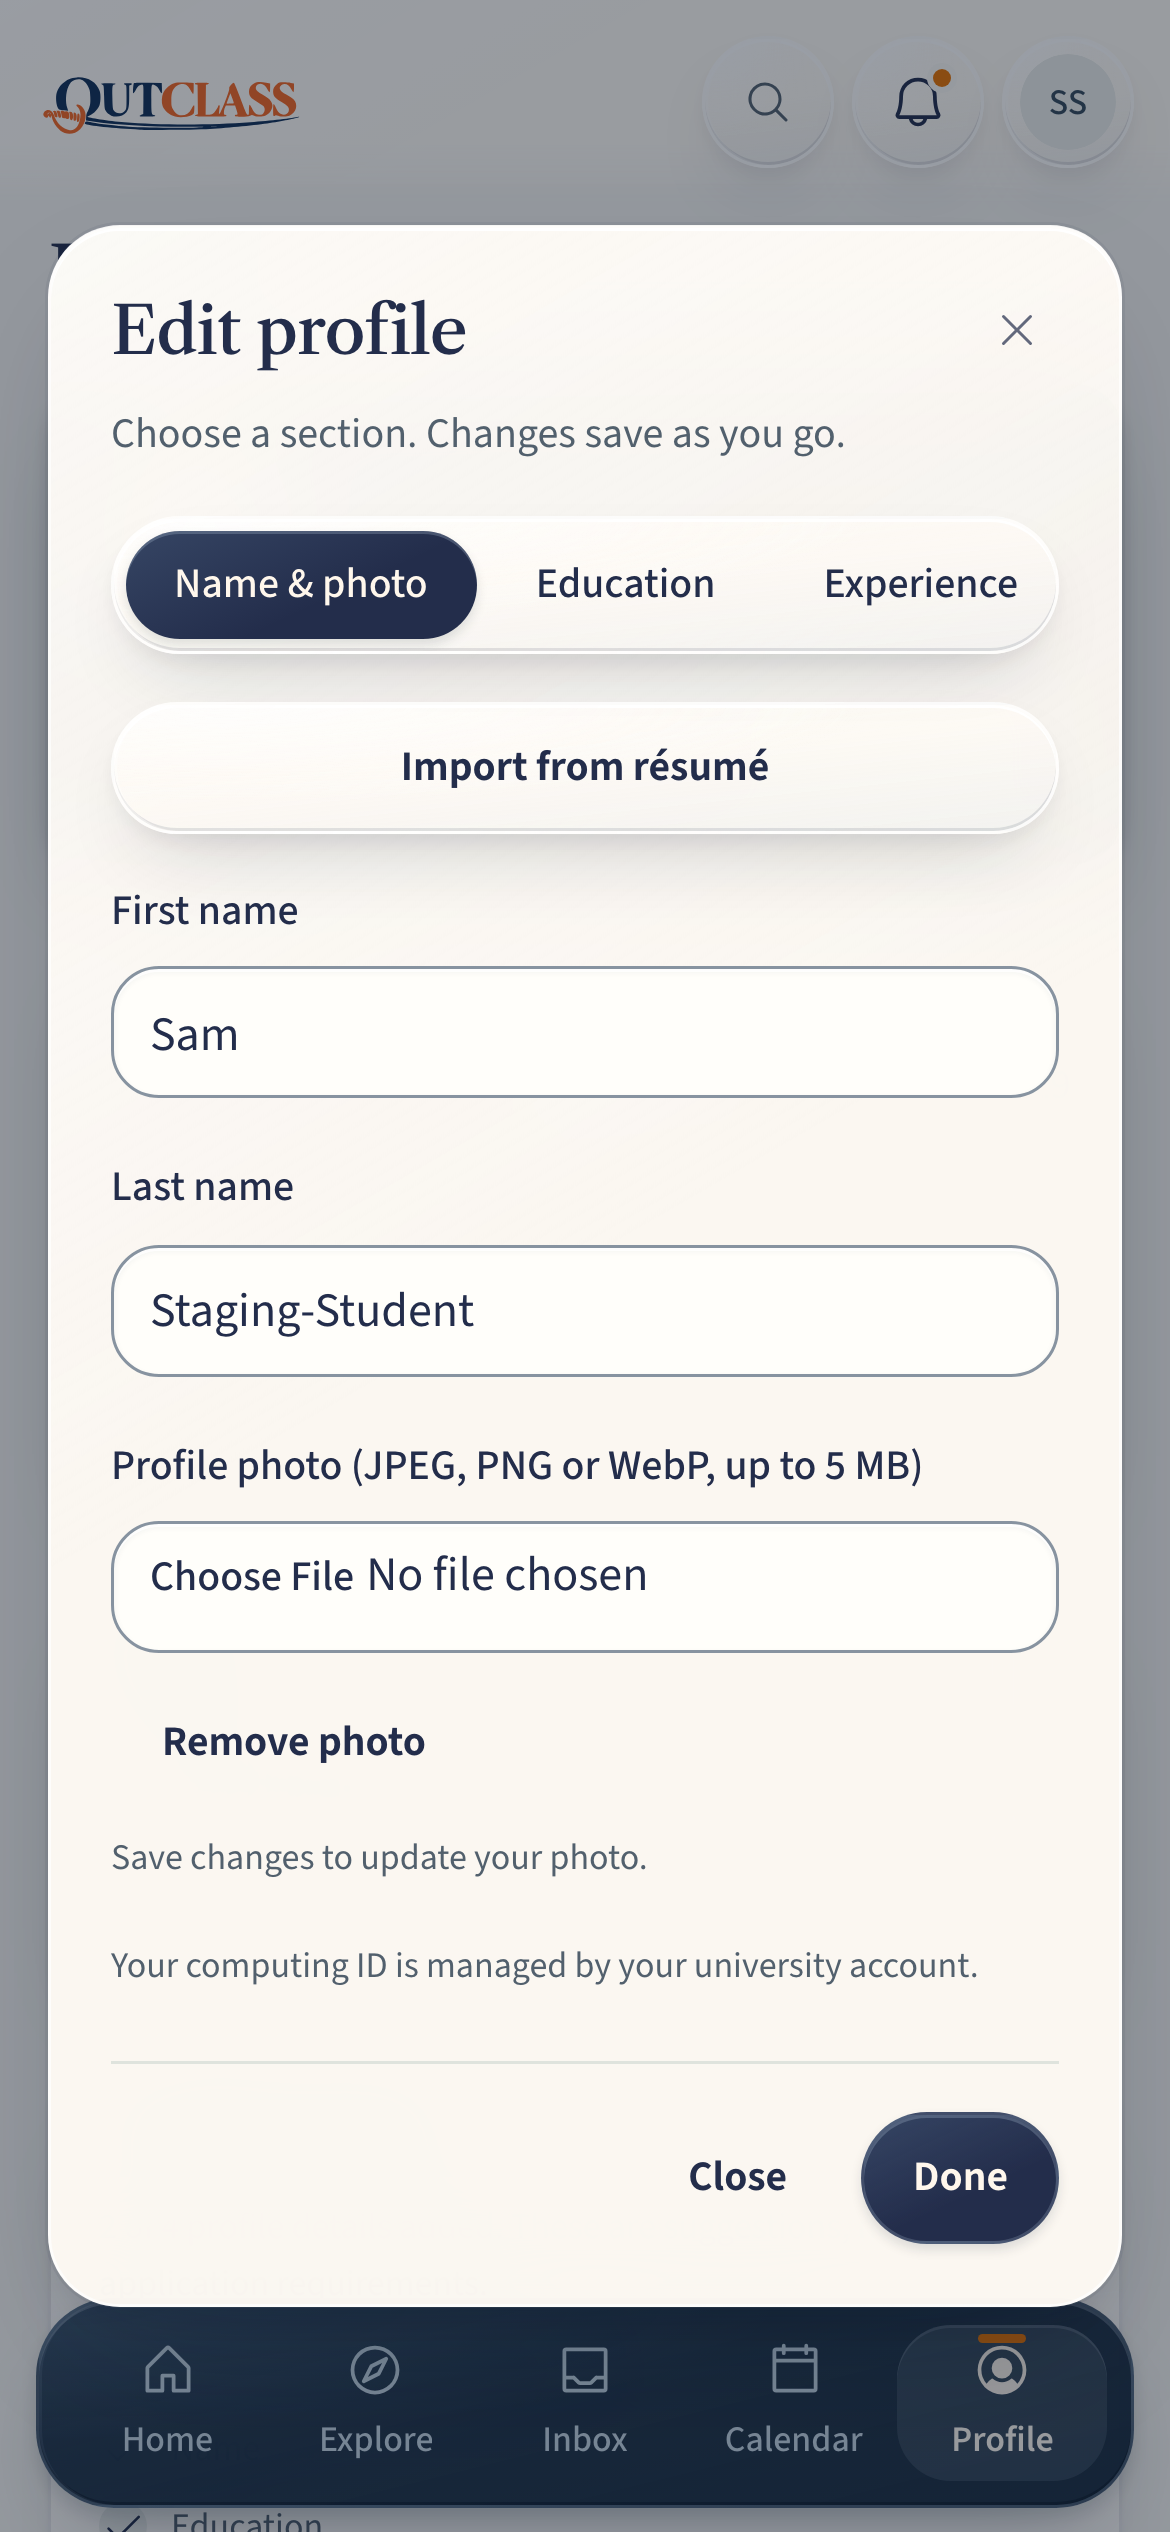 OUTCLASS
SS
Edit profile
Choose a section. Changes save as you go.
Name & photo
Education
Experience
Import from résumé
First name
Sam
Last name
Staging-Student
Profile photo (JPEG, PNG or WebP, up to 5 MB)
Choose File No file chosen
Remove photo
Save changes to update your photo.
Your computing ID is managed by your university account.
Close
Done
Home
Explore
Inbox
Calendar
Profile
Education